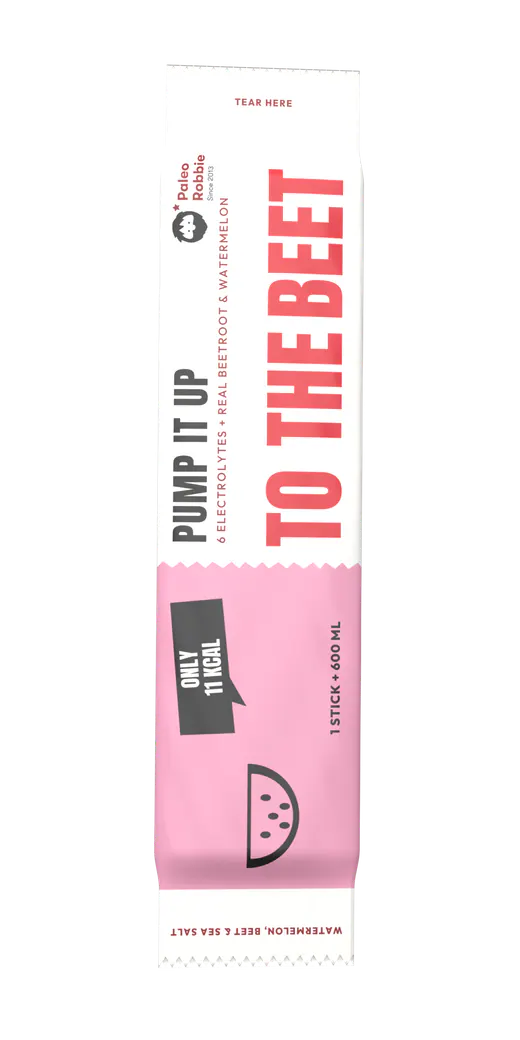 TEAR HERE
Paleo
Robbie
Since 2013
PUMP IT UP
6 ELECTROLYTES + REAL BEETROOT & WATERMELON
TO THE BEET
ONLY
11 KCAL
1 STICK + 600 ML
WATERMELON, BEET & SEA SALT